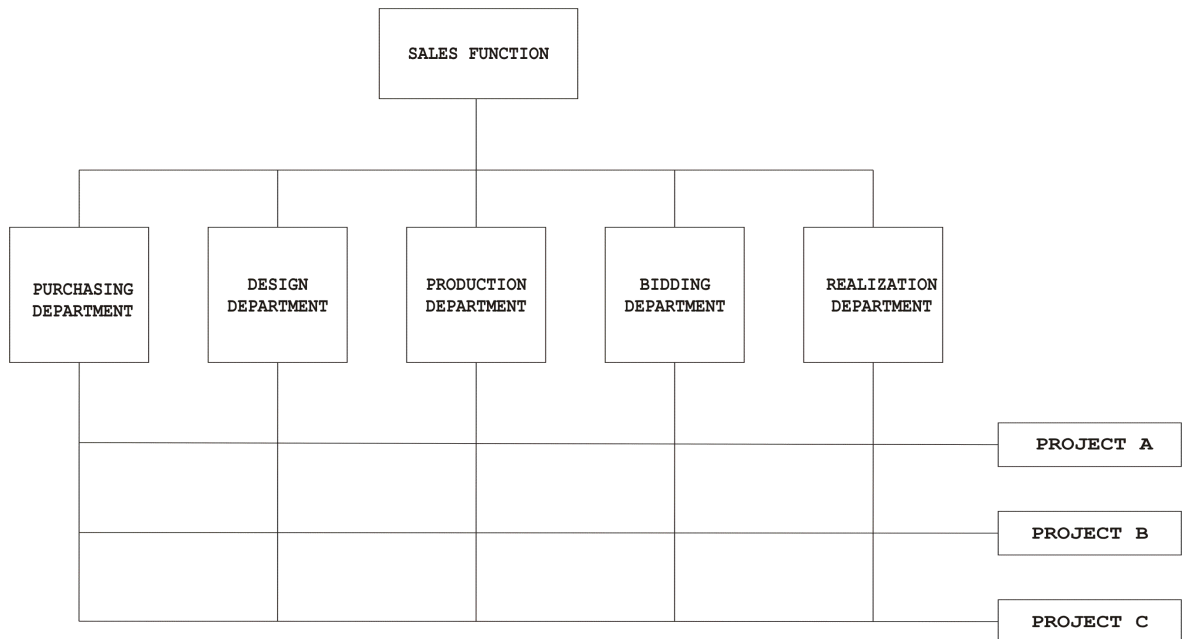 SALES FUNCTION
PURCHASING
DEPARTMENT
DESIGN
DEPARTMENT
PRODUCTION
DEPARTMENT
BIDDING
DEPARTMENT
REALIZATION
DEPARTMENT
PROJECT A
PROJECT B
PROJECT C